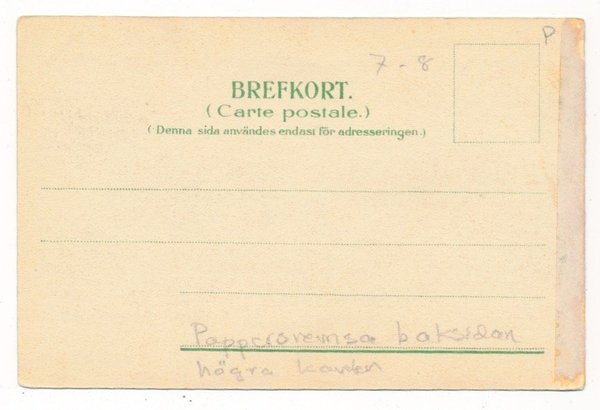 P
7-8
BREFKORT.
(Carte postale.)
(Denna sida användes endast för adresseringen.)
Pappersremsa baksidan
högra kanten